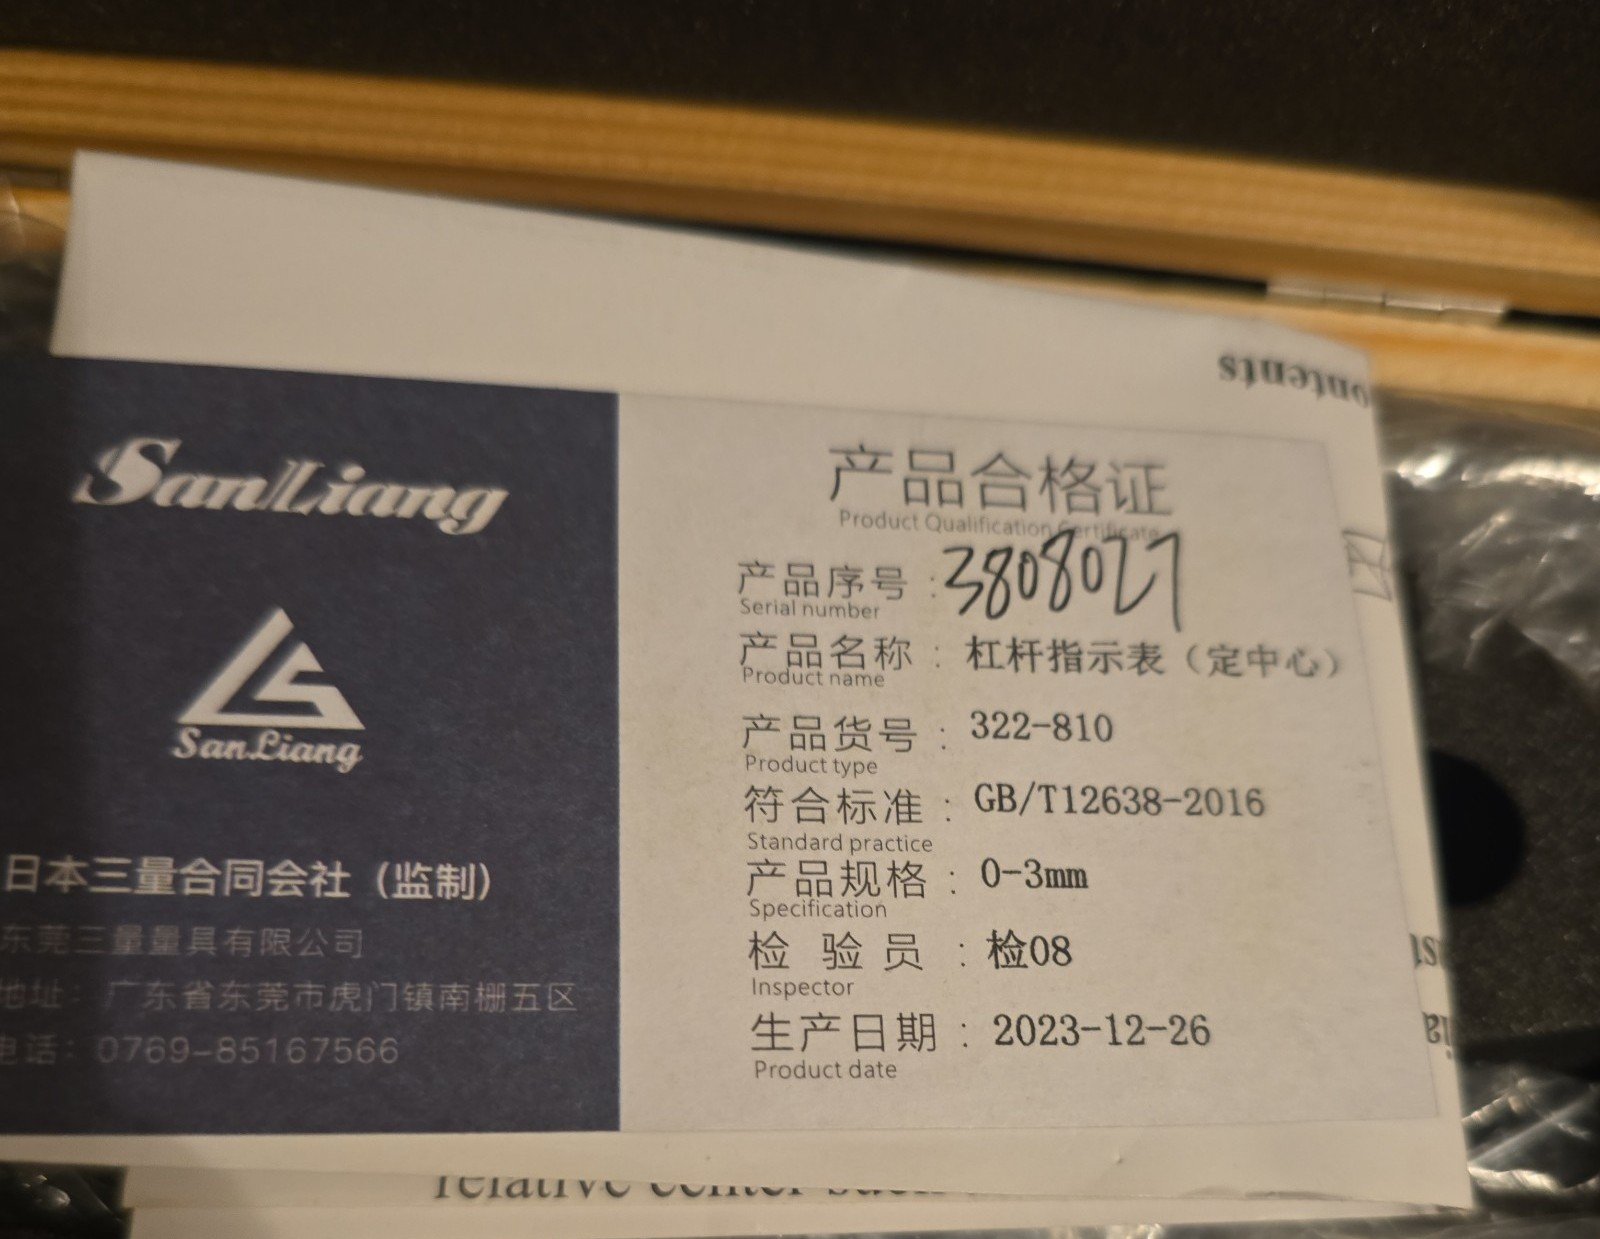 ontents
SanLiang
SanLiang
日本三量合同会社（监制）
东莞三量量具有限公司
地址：广东省东莞市虎门镇南栅五区
电话：0769-85167566
产品合格证
Product Qualification Certificate
产品序号：3808027
Serial number
产品名称：杠杆指示表（定中心）
Product name
产品货号：322-810
Product type
符合标准：GB/T12638-2016
Standard practice
产品规格：0-3mm
Specification
检验员：检08
Inspector
生产日期：2023-12-26
Product date
relative center